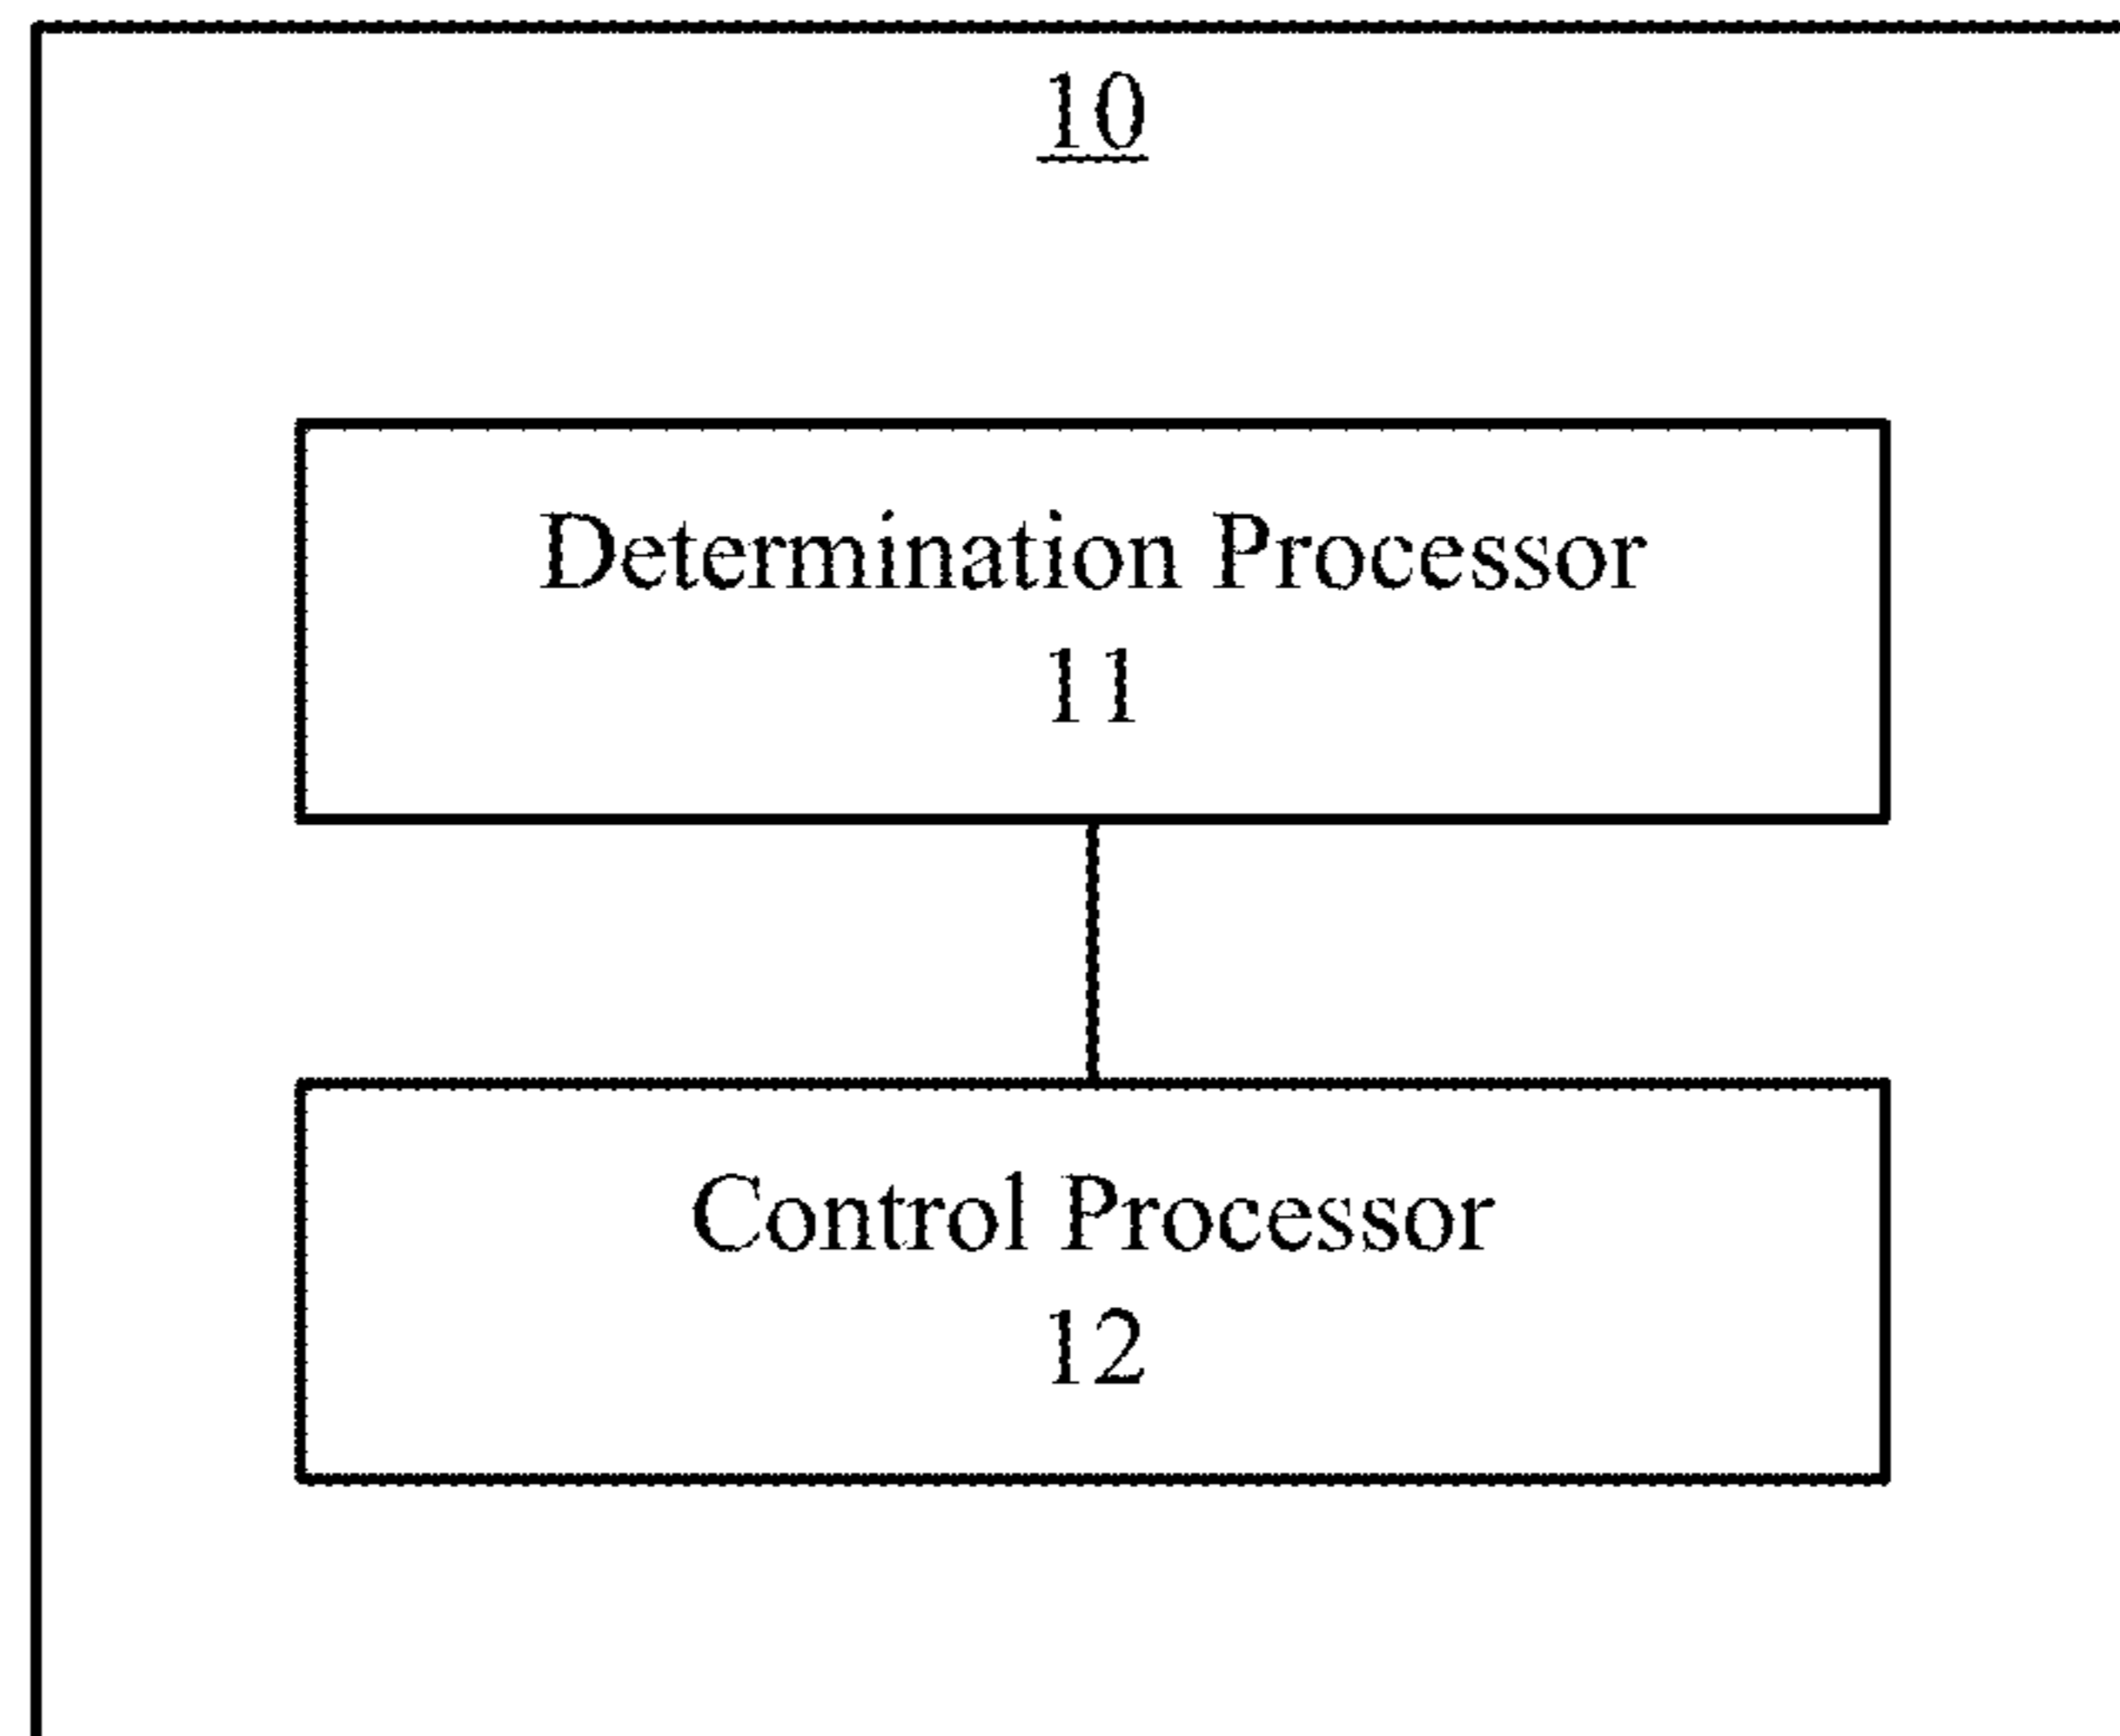 10
Determination Processor
11
Control Processor
12